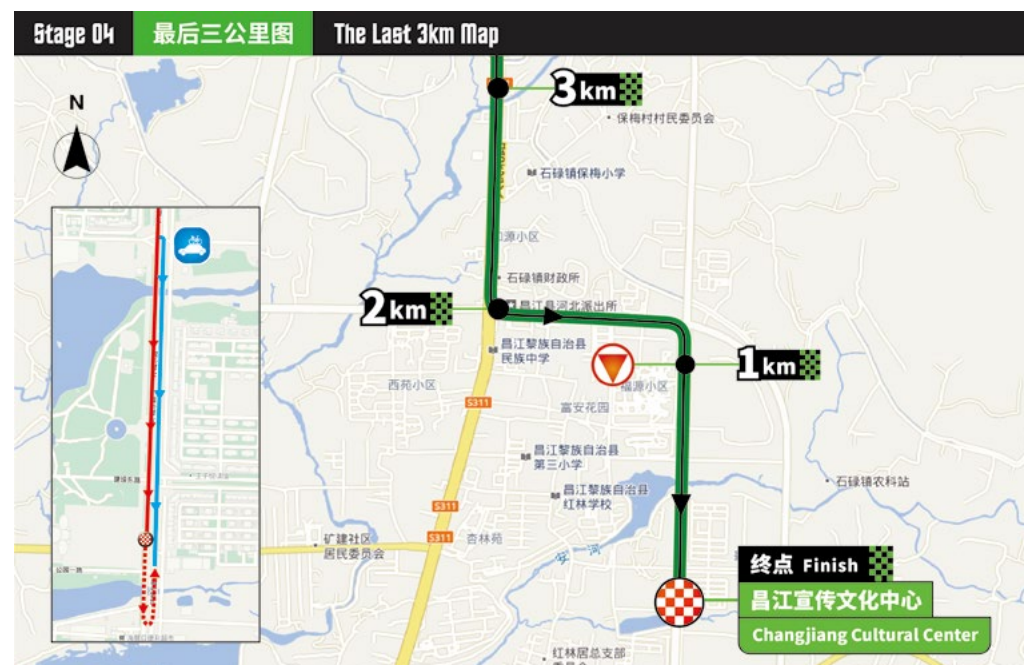 Stage 04
最后三公里图
The Last 3km Map
N
3km
保梅村村民委员会
石碌镇保梅小学
源小区
石碌镇财政所
2km
昌江县河北派出所
昌江黎族自治县
民族中学
1km
西苑小区
福源小区
S311
富安花园
昌江黎族自治县
第三小学
石碌镇农科站
昌江黎族自治县
红林学校
S311
矿建社区
居民委员会
S311
杏林苑
河
终点 Finish
昌江宣传文化中心
Changjiang Cultural Center
红林居总支部